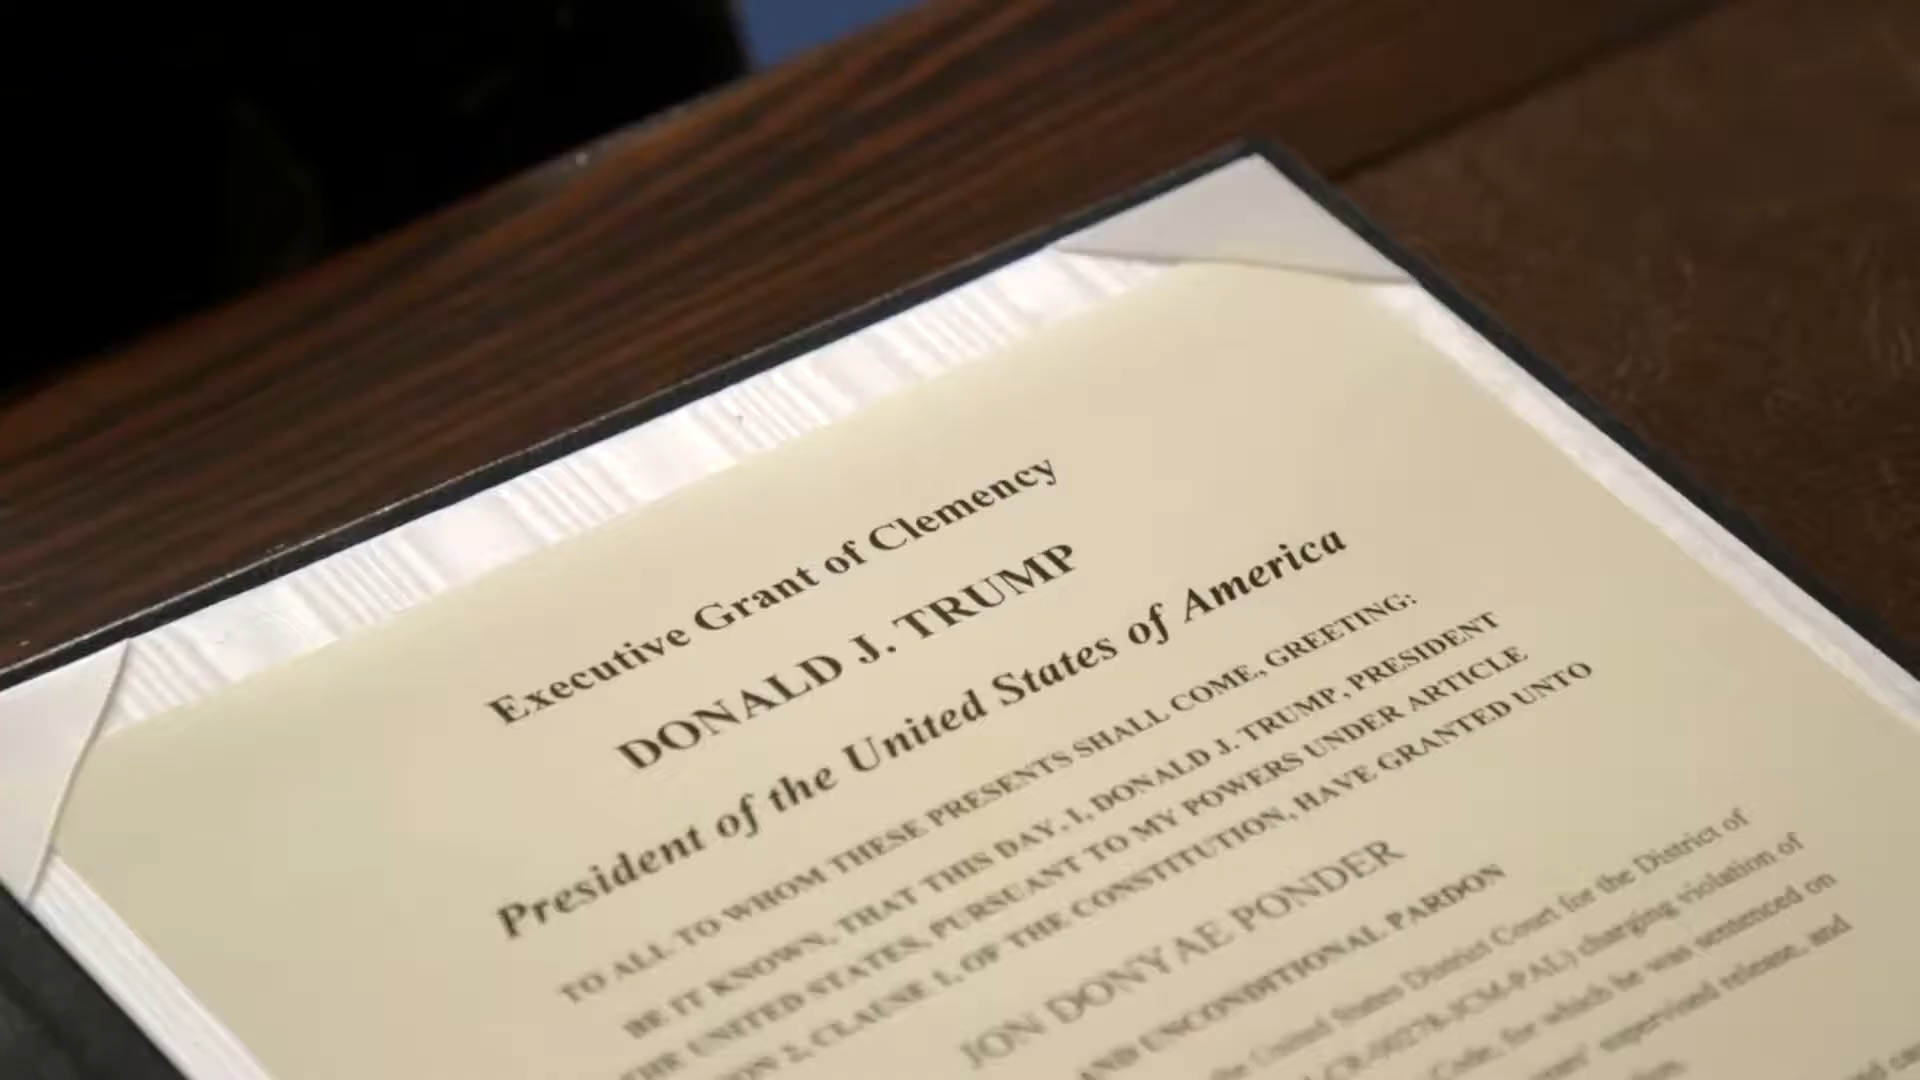 Executive Grant of Clemency
DONALD J. TRUMP
President of the United States of America
TO ALL TO WHOM THESE PRESENTS SHALL COME, GREETING:
BE IT KNOWN, THAT THIS DAY, I, DONALD J. TRUMP, PRESIDENT
THE UNITED STATES, PURSUANT TO MY POWERS UNDER ARTICLE
2, CLAUSE 1, OF THE CONSTITUTION, HAVE GRANTED UNTO
JON DONYAE PONDER
AND UNCONDITIONAL PARDON
the United States District Court for the District of
charging violation of
Code, for which he was sentenced on
supervised release, and